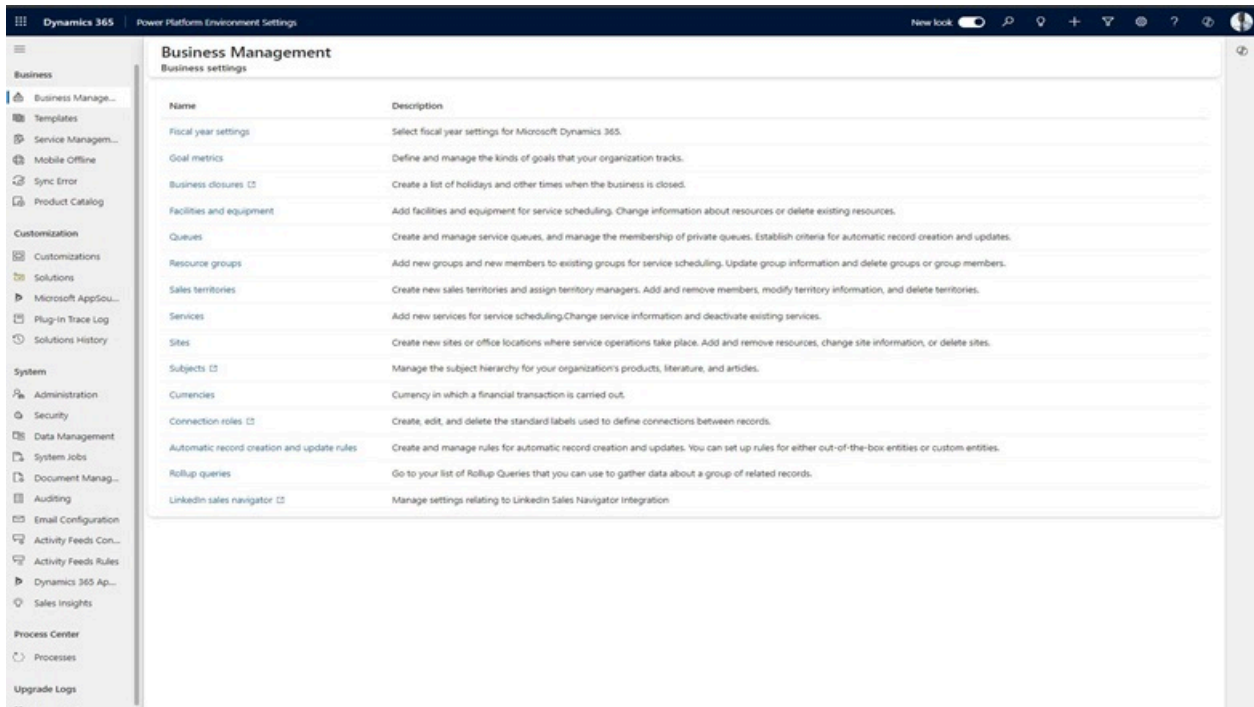 Dynamics 365 Power Platform Environment Settings New look
Business Management
Business settings
Business
Business Manage...
Templates
Service Managem...
Mobile Offline
Sync Error
Product Catalog
Customization
Customizations
Solutions
Microsoft AppSou...
Plug-In Trace Log
Solutions History
System
Administration
Security
Data Management
System Jobs
Document Manag...
Auditing
Email Configuration
Activity Feeds Con...
Activity Feeds Rules
Dynamics 365 Ap...
Sales Insights
Process Center
Processes
Upgrade Logs
Name Description
Fiscal year settings Select fiscal year settings for Microsoft Dynamics 365.
Goal metrics Define and manage the kinds of goals that your organization tracks.
Business closures Create a list of holidays and other times when the business is closed.
Facilities and equipment Add facilities and equipment for service scheduling. Change information about resources or delete existing resources.
Queues Create and manage service queues, and manage the membership of private queues. Establish criteria for automatic record creation and updates.
Resource groups Add new groups and new members to existing groups for service scheduling. Update group information and delete groups or group members.
Sales territories Create new sales territories and assign territory managers. Add and remove members, modify territory information, and delete territories.
Services Add new services for service scheduling.Change service information and deactivate existing services.
Sites Create new sites or office locations where service operations take place. Add and remove resources, change site information, or delete sites.
Subjects Manage the subject hierarchy for your organization's products, literature, and articles.
Currencies Currency in which a financial transaction is carried out.
Connection roles Create, edit, and delete the standard labels used to define connections between records.
Automatic record creation and update rules Create and manage rules for automatic record creation and updates. You can set up rules for either out-of-the-box entities or custom entities.
Rollup queries Go to your list of Rollup Queries that you can use to gather data about a group of related records.
LinkedIn sales navigator Manage settings relating to LinkedIn Sales Navigator Integration